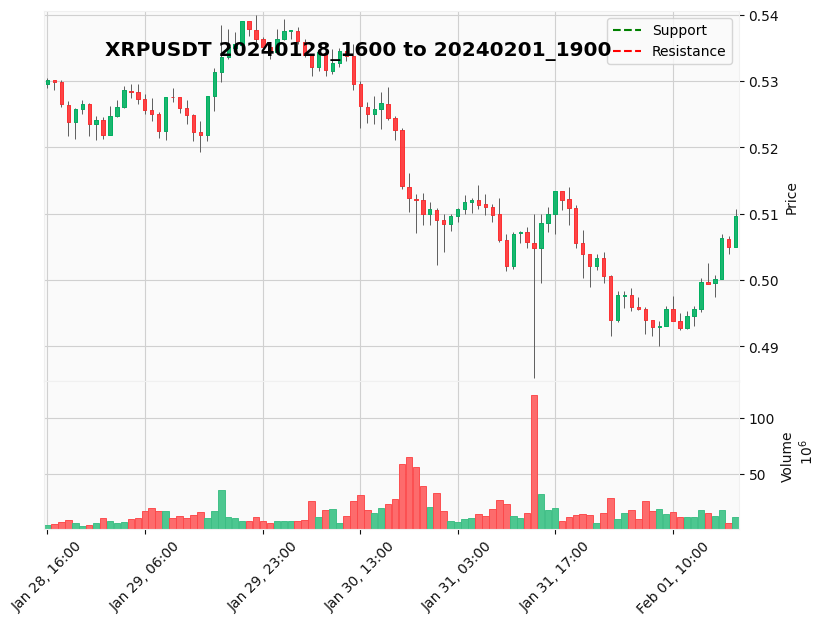 XRPUSDT 20240128_1600 to 20240201_1900
Support
Resistance
0.54
0.53
0.52
0.51
0.50
0.49
Price
100
50
Volume
10^6
Jan 28, 16:00
Jan 29, 06:00
Jan 29, 23:00
Jan 30, 13:00
Jan 31, 03:00
Jan 31, 17:00
Feb 01, 10:00